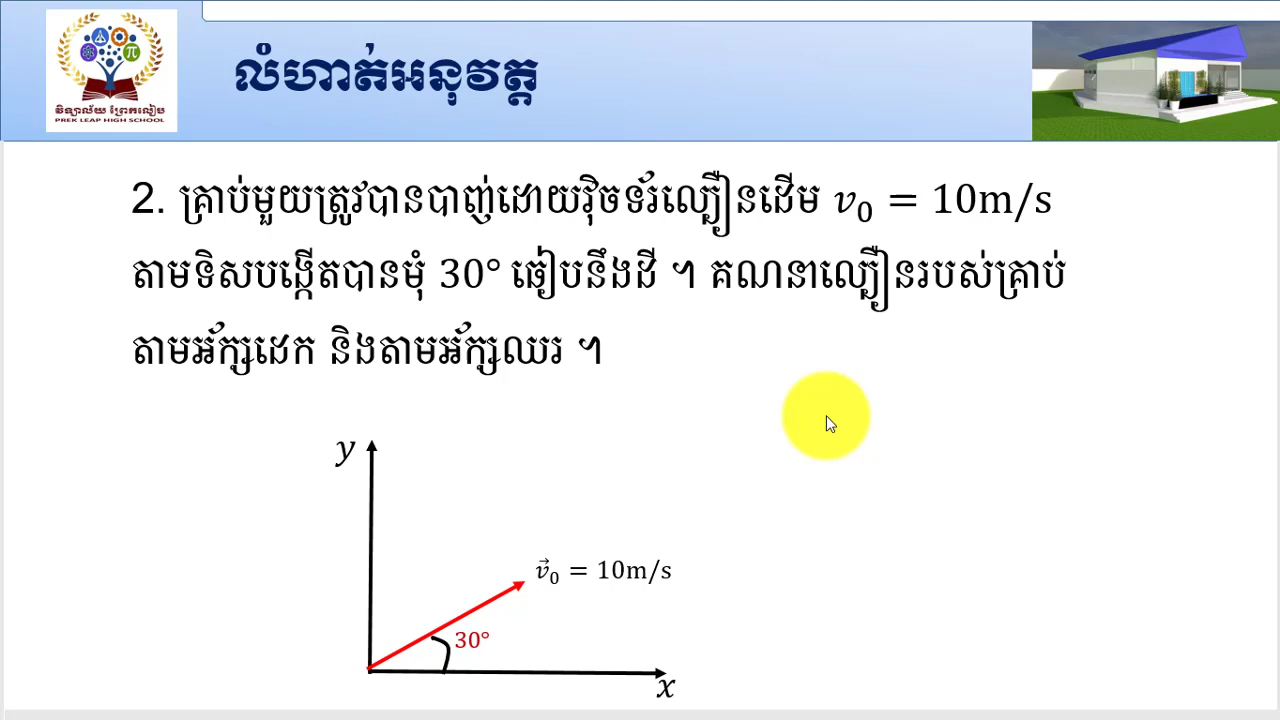 វិទ្យាល័យ ព្រែកលៀប
PREK LEAP HIGH SCHOOL
លំហាត់អនុវត្ត
2. គ្រាប់មួយត្រូវបានបាញ់ដោយវ៉ិចទ័រល្បឿនដើម v₀ = 10m/s
តាមទិសបង្កើតបានមុំ 30° ធៀបនឹងដី ។ គណនាល្បឿនរបស់គ្រាប់
តាមអ័ក្សដេក និងតាមអ័ក្សឈរ ។
y
v⃗₀ = 10m/s
30°
x